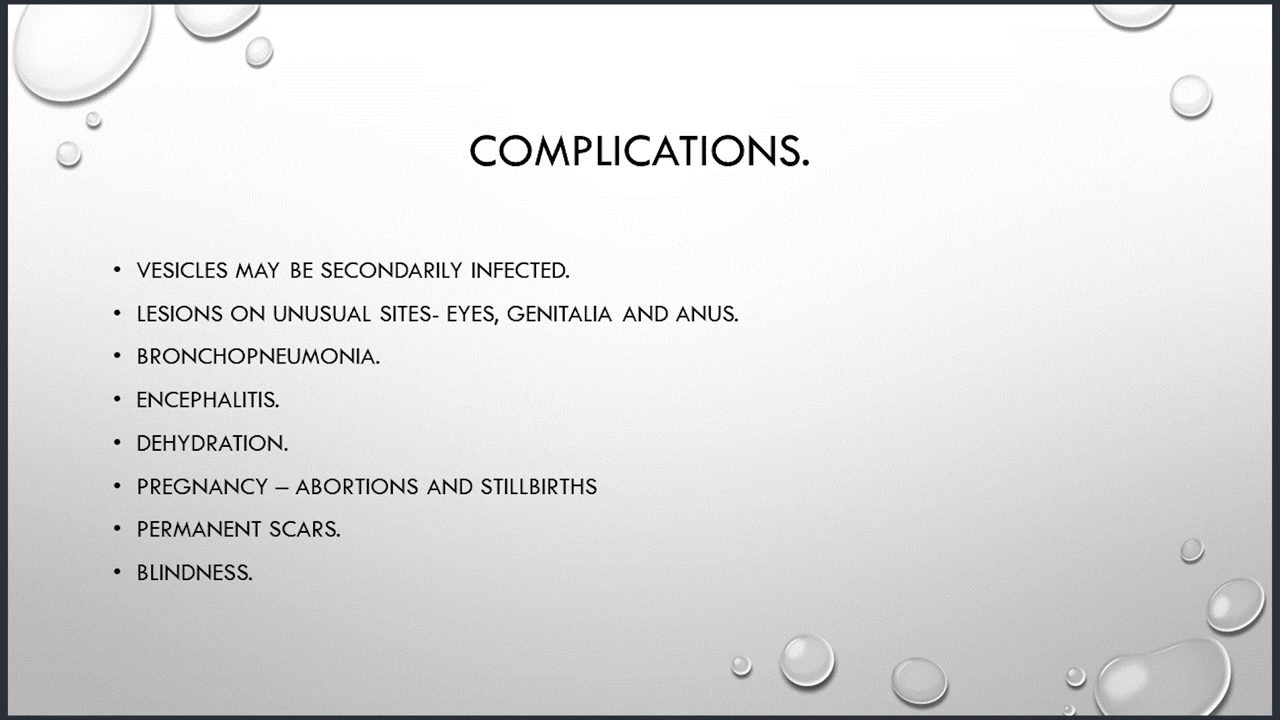 COMPLICATIONS.
• VESICLES MAY BE SECONDARILY INFECTED.
• LESIONS ON UNUSUAL SITES- EYES, GENITALIA AND ANUS.
• BRONCHOPNEUMONIA.
• ENCEPHALITIS.
• DEHYDRATION.
• PREGNANCY – ABORTIONS AND STILLBIRTHS
• PERMANENT SCARS.
• BLINDNESS.